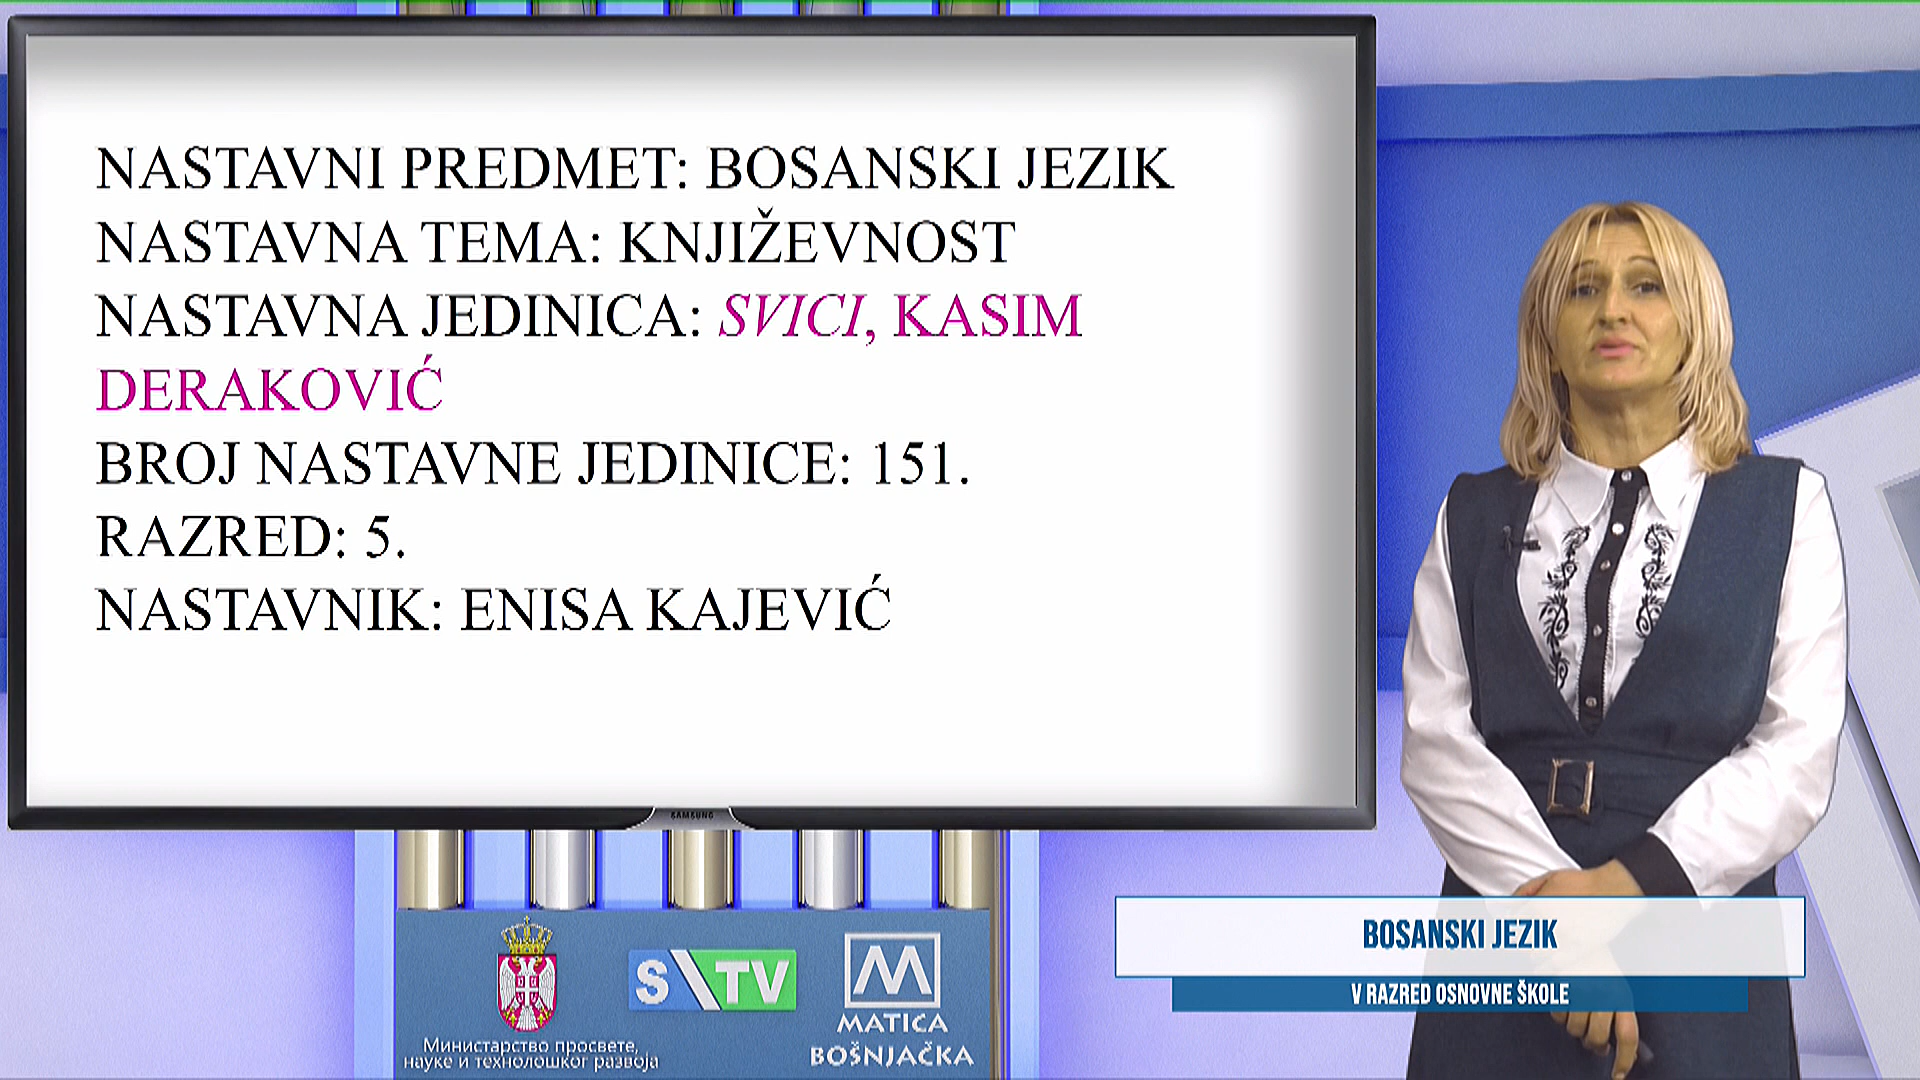 NASTAVNI PREDMET: BOSANSKI JEZIK
NASTAVNA TEMA: KNJIŽEVNOST
NASTAVNA JEDINICA: SVICI, KASIM
DERAKOVIĆ
BROJ NASTAVNE JEDINICE: 151.
RAZRED: 5.
NASTAVNIK: ENISA KAJEVIĆ
SAMSUNG
BOSANSKI JEZIK
V RAZRED OSNOVNE ŠKOLE
Министарство просвете,
науке и технолошког развоја
S TV
MATICA
BOŠNJAČKA